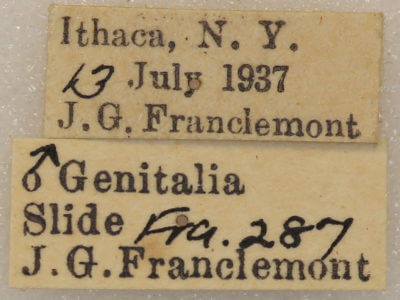 Ithaca, N. Y.
13 July 1937
J.G. Franclemont
♂ Genitalia
Slide Fra. 287
J.G. Franclemont